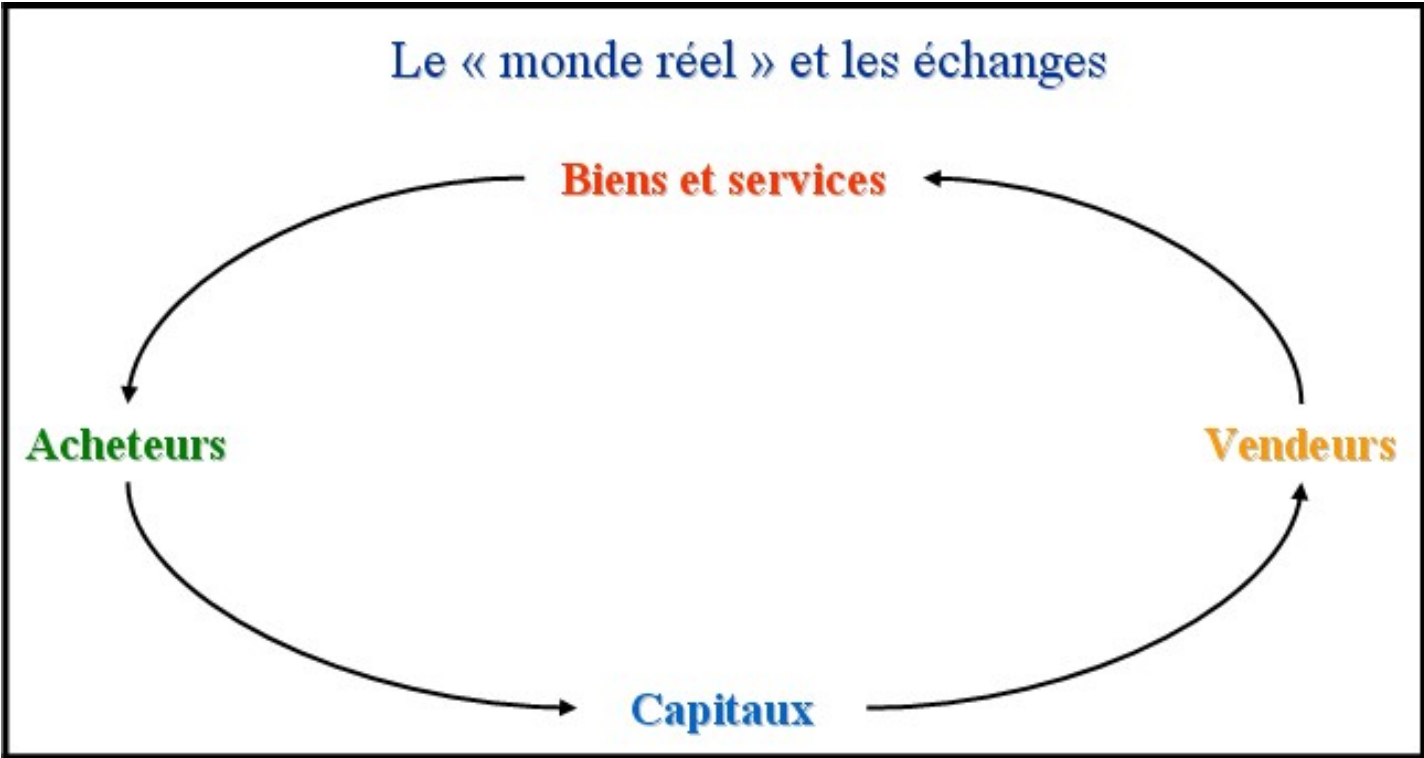 Le « monde réel » et les échanges
Biens et services
Acheteurs
Vendeurs
Capitaux